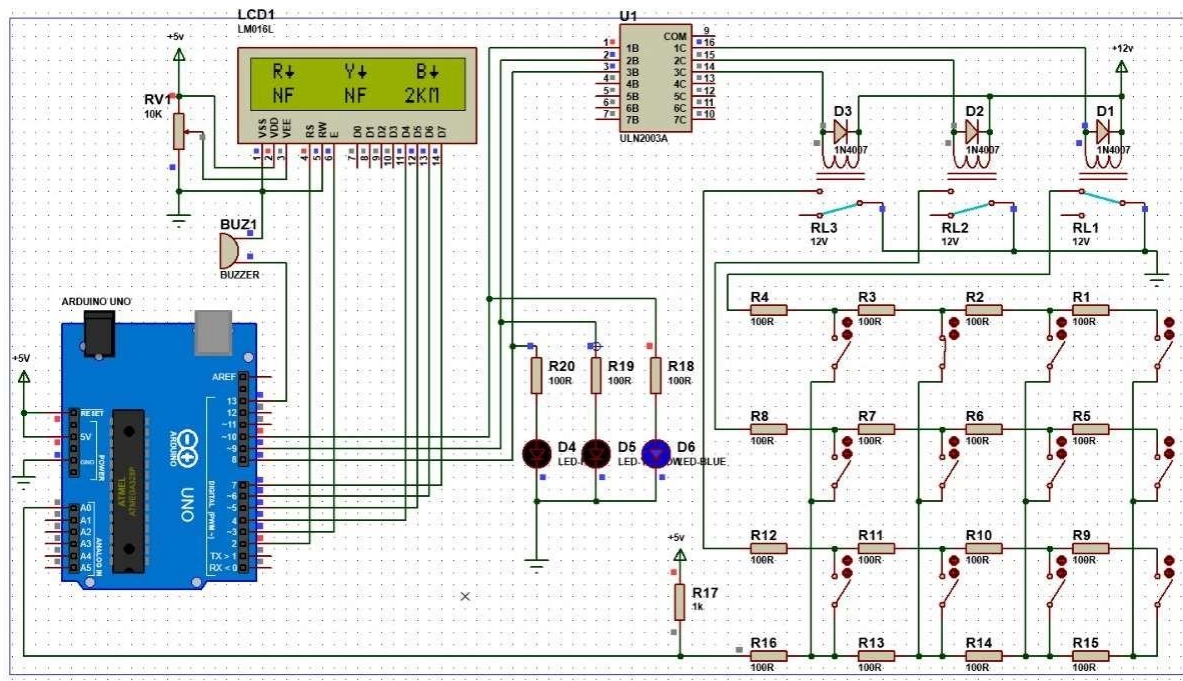 LCD1
LM016L
R↓ Y↓ B↓
NF NF 2KM
VSS VDD VEE RS RW E D0 D1 D2 D3 D4 D5 D6 D7
1 2 3 4 5 6 7 8 9 10 11 12 13 14
+5v
RV1
10K
BUZ1
BUZZER
U1
ULN2003A
COM 9
1 1B 1C 16
2 2B 2C 15
3 3B 3C 14
4 4B 4C 13
5 5B 5C 12
6 6B 6C 11
7 7B 7C 10
+12v
D3 D2 D1
1N4007 1N4007 1N4007
RL3 RL2 RL1
12V 12V 12V
ARDUINO UNO
+5V
AREF
RESET
5V
GND
POWER
A0
A1
A2
A3
A4
A5
ANALOG IN
ATMEL
ATMEGA328P
ARDUINO
UNO
DIGITAL (PWM ~)
13
12
~11
~10
~9
8
7
~6
~5
4
~3
2
TX > 1
RX < 0
R20 R19 R18
100R 100R 100R
D4 D5 D6
LED-BLUE
+5v
R17
1k
R4 R3 R2 R1
100R 100R 100R 100R
R8 R7 R6 R5
100R 100R 100R 100R
R12 R11 R10 R9
100R 100R 100R 100R
R16 R13 R14 R15
100R 100R 100R 100R